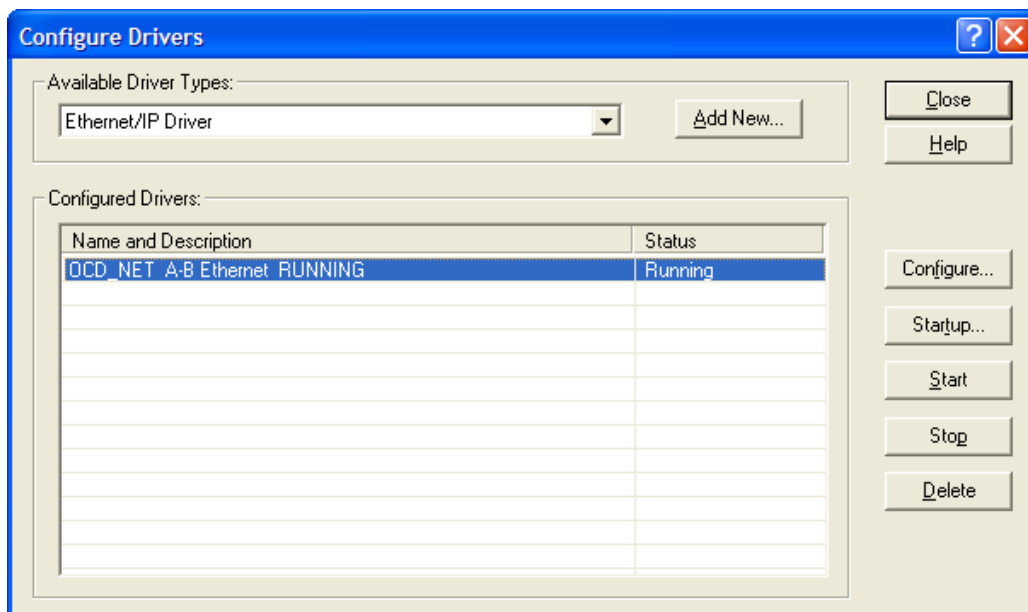 Configure Drivers
Available Driver Types:
Ethernet/IP Driver
Add New...
Close
Help
Configured Drivers:
Name and Description Status
OCD_NET A-B Ethernet RUNNING Running
Configure...
Startup...
Start
Stop
Delete